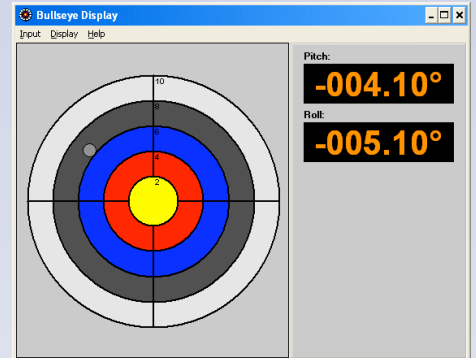 Bullseye Display
Input Display Help
10
8
6
4
2
Pitch:
-004.10°
Roll:
-005.10°